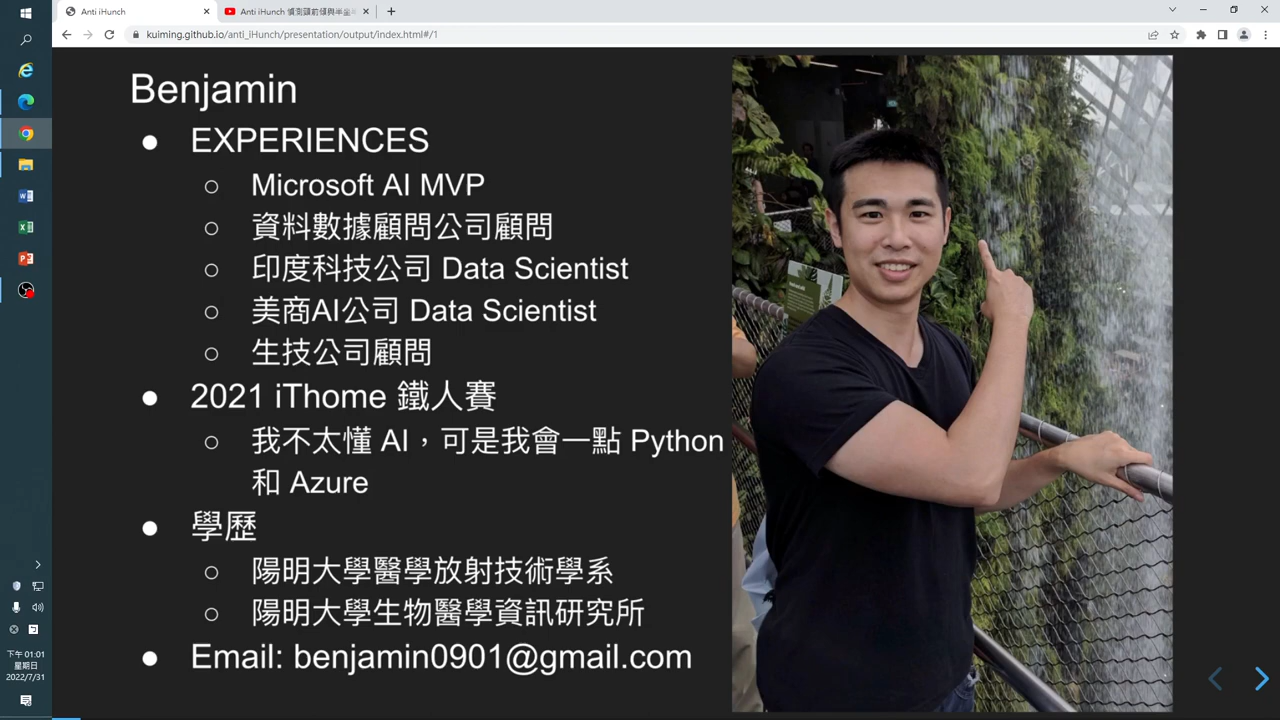 Anti iHunch
Anti iHunch 偵測頭前傾與半坐
kuiming.github.io/anti_iHunch/presentation/output/index.html#/1
Benjamin
EXPERIENCES
Microsoft AI MVP
資料數據顧問公司顧問
印度科技公司 Data Scientist
美商AI公司 Data Scientist
生技公司顧問
2021 iThome 鐵人賽
我不太懂 AI，可是我會一點 Python
和 Azure
學歷
陽明大學醫學放射技術學系
陽明大學生物醫學資訊研究所
Email: benjamin0901@gmail.com
下午 01:01
星期日
2022/7/31